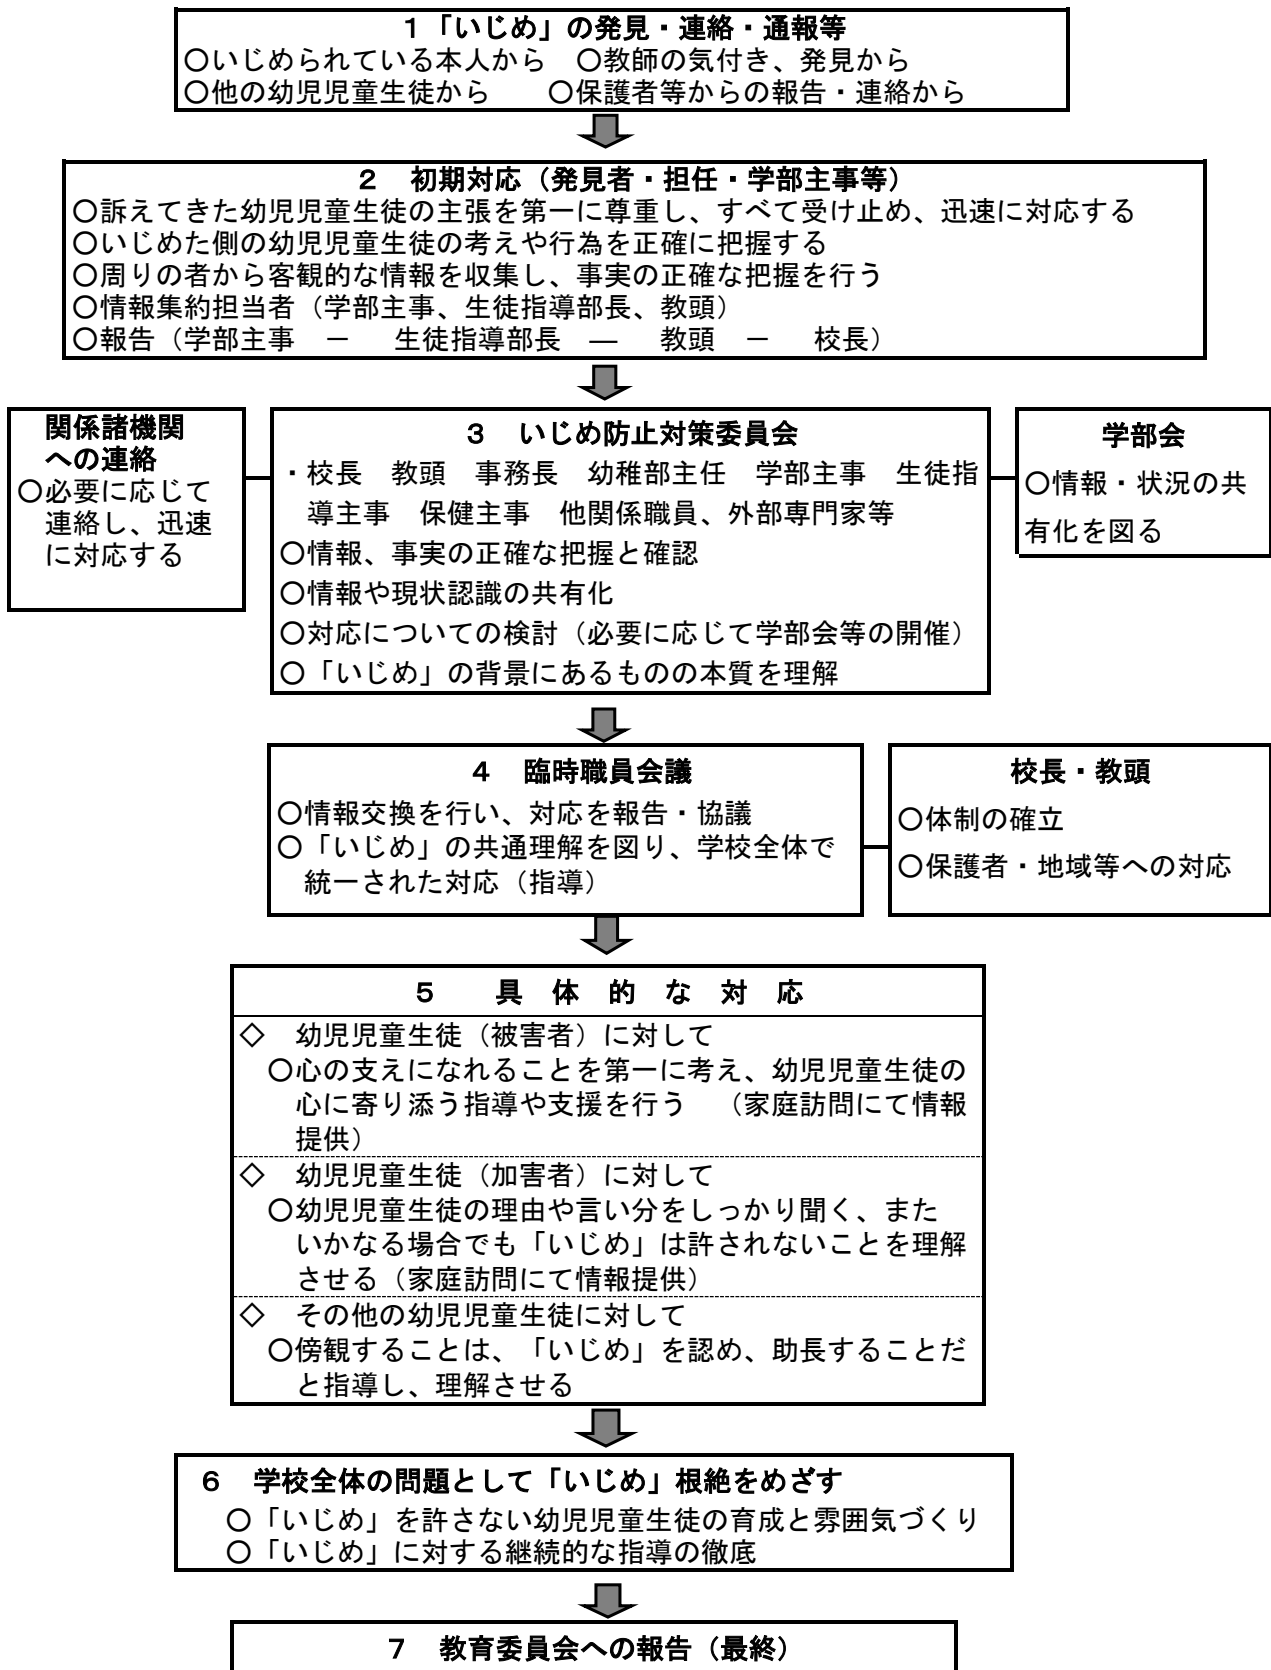 １「いじめ」の発見・連絡・通報等
〇いじめられている本人から　〇教師の気付き、発見から
〇他の幼児児童生徒から　　〇保護者等からの報告・連絡から
２　初期対応（発見者・担任・学部主事等）
〇訴えてきた幼児児童生徒の主張を第一に尊重し、すべて受け止め、迅速に対応する
〇いじめた側の幼児児童生徒の考えや行為を正確に把握する
〇周りの者から客観的な情報を収集し、事実の正確な把握を行う
〇情報集約担当者（学部主事、生徒指導部長、教頭）
〇報告（学部主事　－　生徒指導部長　―　教頭　－　校長）
関係諸機関
への連絡
〇必要に応じて
連絡し、迅速
に対応する
３　いじめ防止対策委員会
・校長　教頭　事務長　幼稚部主任　学部主事　生徒指
導主事　保健主事　他関係職員、外部専門家等
〇情報、事実の正確な把握と確認
〇情報や現状認識の共有化
〇対応についての検討（必要に応じて学部会等の開催）
〇「いじめ」の背景にあるものの本質を理解
学部会
〇情報・状況の共
有化を図る
４　臨時職員会議
〇情報交換を行い、対応を報告・協議
〇「いじめ」の共通理解を図り、学校全体で
統一された対応（指導）
校長・教頭
〇体制の確立
〇保護者・地域等への対応
５　具　体　的　な　対　応
◇　幼児児童生徒（被害者）に対して
〇心の支えになれることを第一に考え、幼児児童生徒の
心に寄り添う指導や支援を行う　（家庭訪問にて情報
提供）
◇　幼児児童生徒（加害者）に対して
〇幼児児童生徒の理由や言い分をしっかり聞く、また
いかなる場合でも「いじめ」は許されないことを理解
させる（家庭訪問にて情報提供）
◇　その他の幼児児童生徒に対して
〇傍観することは、「いじめ」を認め、助長することだ
と指導し、理解させる
６　学校全体の問題として「いじめ」根絶をめざす
〇「いじめ」を許さない幼児児童生徒の育成と雰囲気づくり
〇「いじめ」に対する継続的な指導の徹底
７　教育委員会への報告（最終）